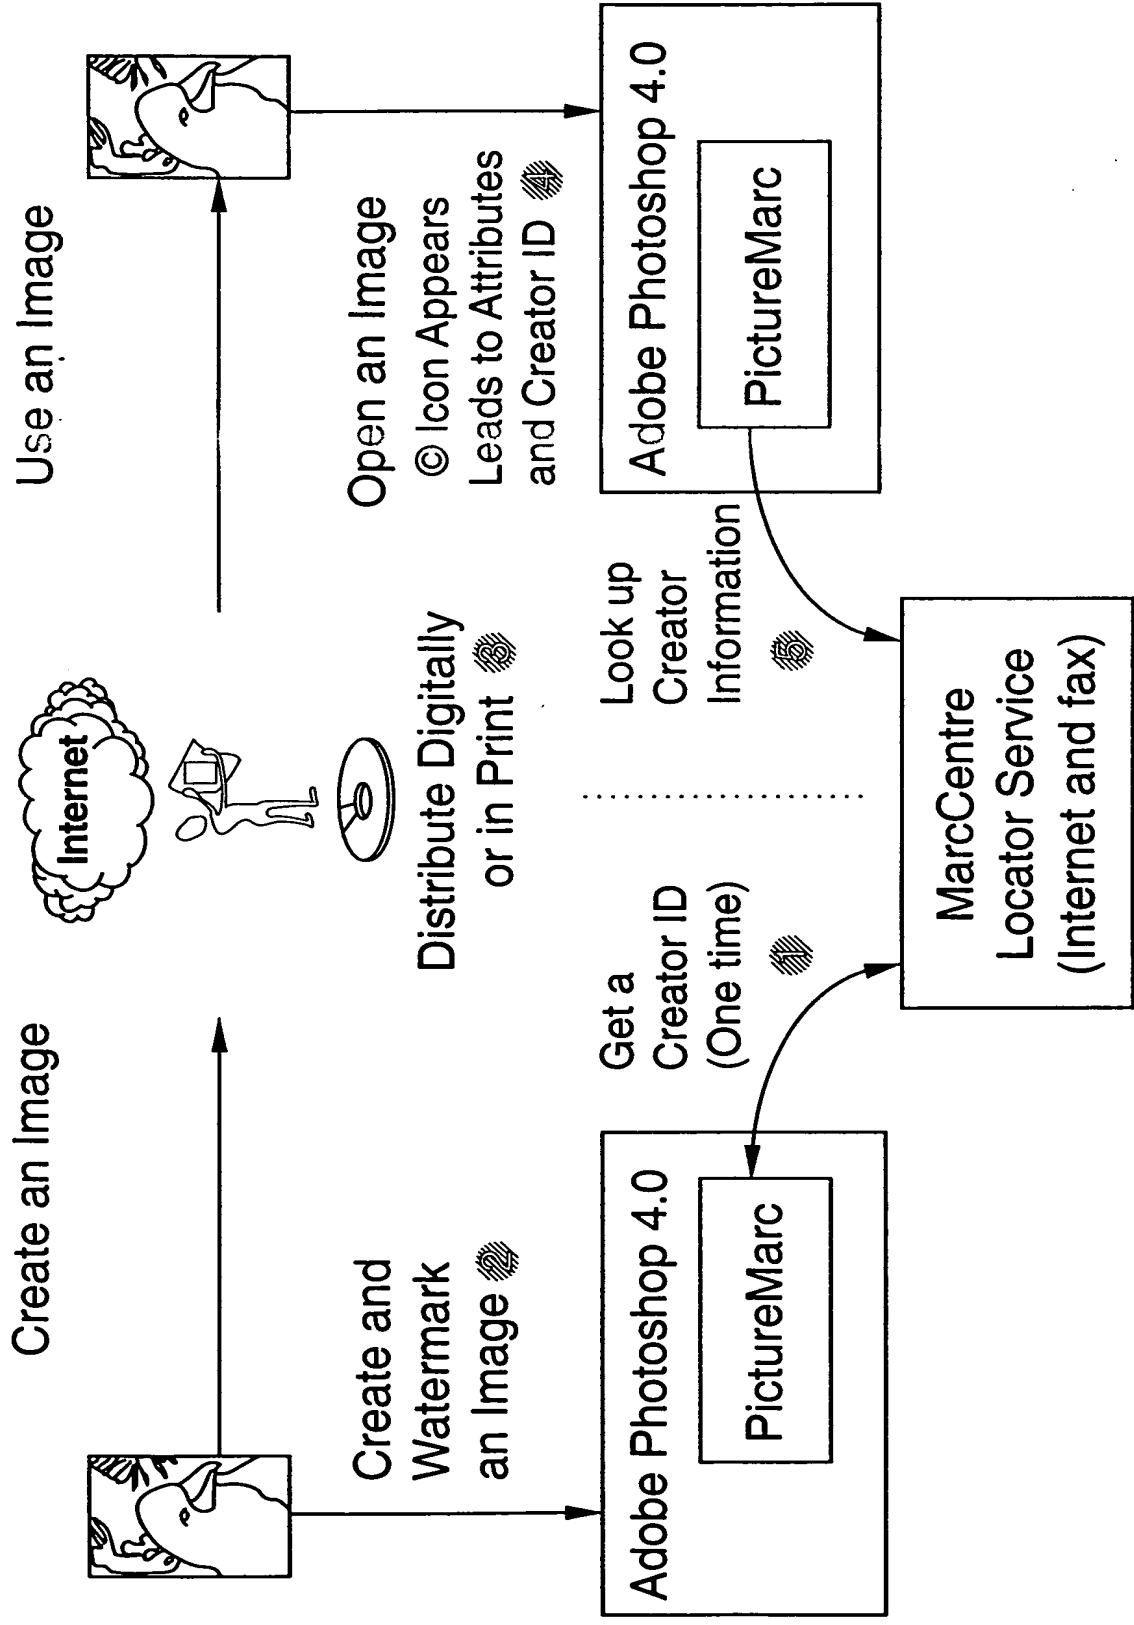 Create an Image
Use an Image
Internet
Create and
Watermark
an Image 2
Distribute Digitally
or in Print 3
Open an Image
© Icon Appears
Leads to Attributes
and Creator ID 4
Adobe Photoshop 4.0
PictureMarc
Get a
Creator ID
(One time)
1
Look up
Creator
Information
5
Adobe Photoshop 4.0
PictureMarc
MarcCentre
Locator Service
(Internet and fax)